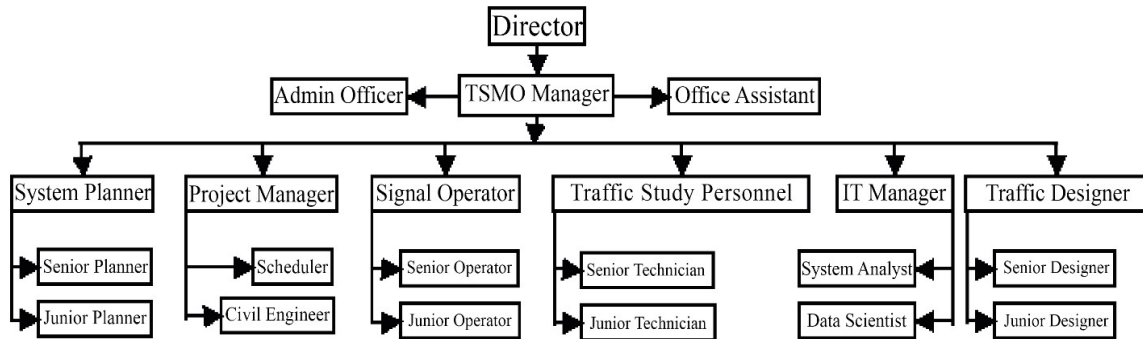 Director
Admin Officer
TSMO Manager
Office Assistant
System Planner
Project Manager
Signal Operator
Traffic Study Personnel
IT Manager
Traffic Designer
Senior Planner
Scheduler
Senior Operator
Senior Technician
System Analyst
Senior Designer
Junior Planner
Civil Engineer
Junior Operator
Junior Technician
Data Scientist
Junior Designer